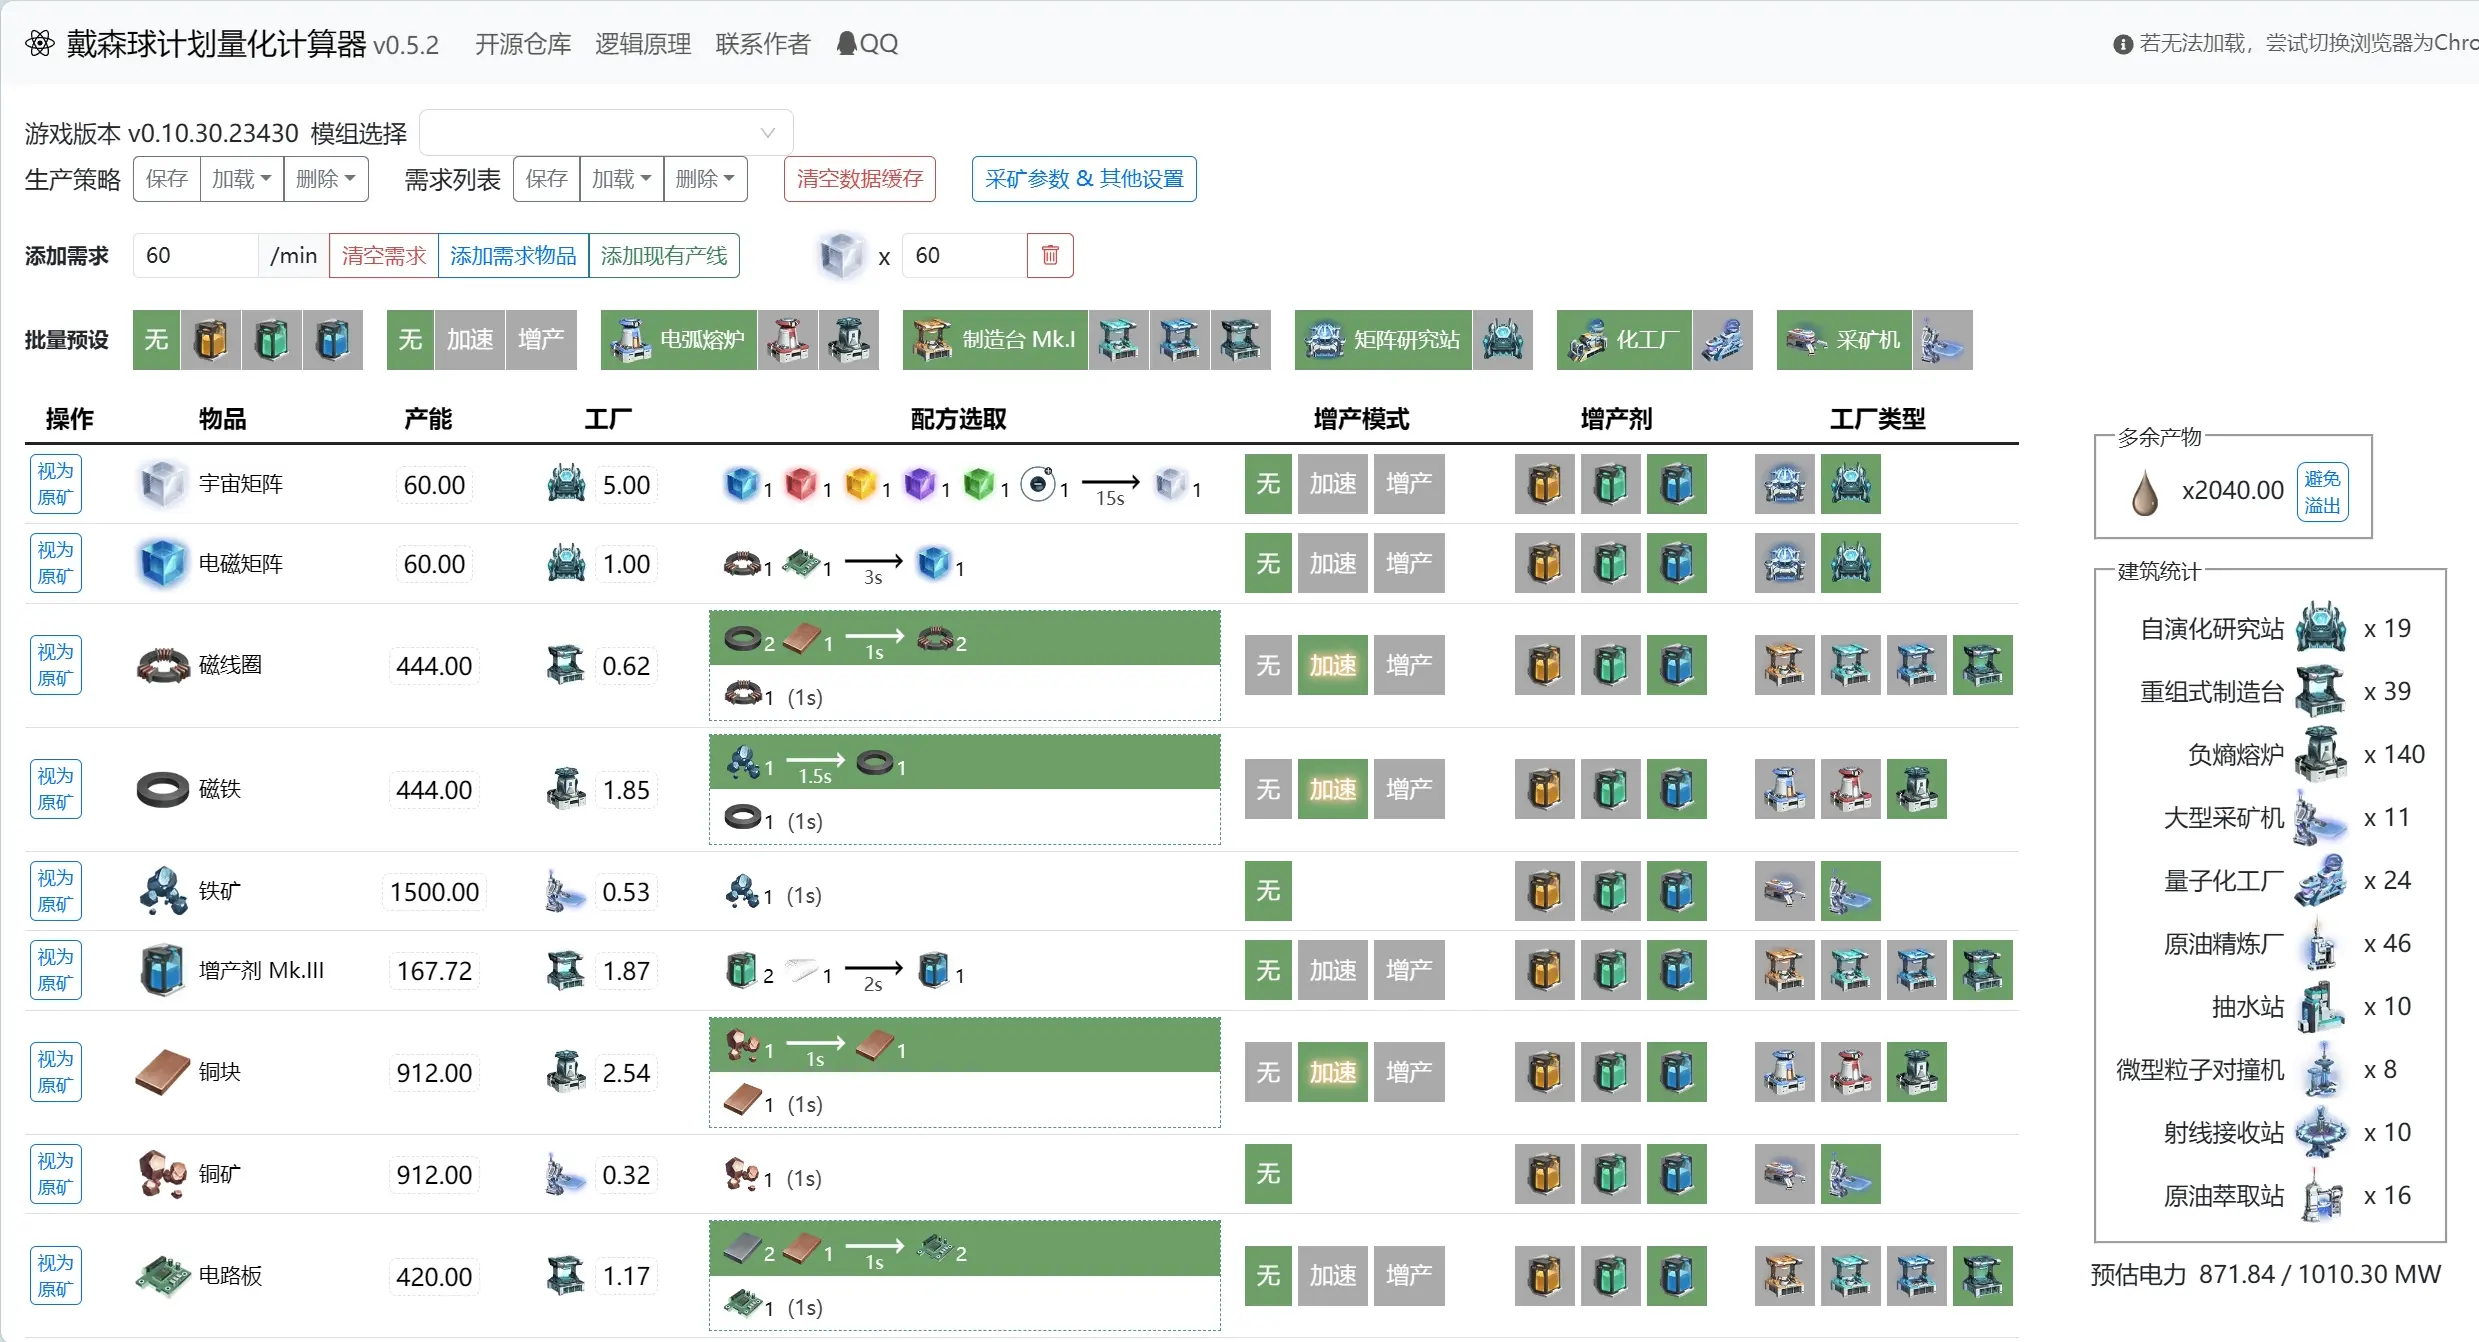 戴森球计划量化计算器 v0.5.2 开源仓库 逻辑原理 联系作者 QQ 若无法加载，尝试切换浏览器为Chro
游戏版本 v0.10.30.23430 模组选择
生产策略 保存 加载 删除 需求列表 保存 加载 删除 清空数据缓存 采矿参数 & 其他设置
添加需求 60 /min 清空需求 添加需求物品 添加现有产线 x 60
批量预设 无 无 加速 增产 电弧熔炉 制造台 Mk.I 矩阵研究站 化工厂 采矿机
操作 物品 产能 工厂 配方选取 增产模式 增产剂 工厂类型
视为原矿 宇宙矩阵 60.00 5.00 1 1 1 1 1 1 15s 1 无 加速 增产
视为原矿 电磁矩阵 60.00 1.00 1 1 3s 1 无 加速 增产
视为原矿 磁线圈 444.00 0.62 2 1 1s 2 无 加速 增产
1 (1s)
视为原矿 磁铁 444.00 1.85 1 1.5s 1 无 加速 增产
1 (1s)
视为原矿 铁矿 1500.00 0.53 1 (1s) 无
视为原矿 增产剂 Mk.III 167.72 1.87 2 1 2s 1 无 加速 增产
视为原矿 铜块 912.00 2.54 1 1s 1 无 加速 增产
1 (1s)
视为原矿 铜矿 912.00 0.32 1 (1s) 无
视为原矿 电路板 420.00 1.17 2 1 1s 2 无 加速 增产
1 (1s)
多余产物
x2040.00 避免溢出
建筑统计
自演化研究站 x 19
重组式制造台 x 39
负熵熔炉 x 140
大型采矿机 x 11
量子化工厂 x 24
原油精炼厂 x 46
抽水站 x 10
微型粒子对撞机 x 8
射线接收站 x 10
原油萃取站 x 16
预估电力 871.84 / 1010.30 MW